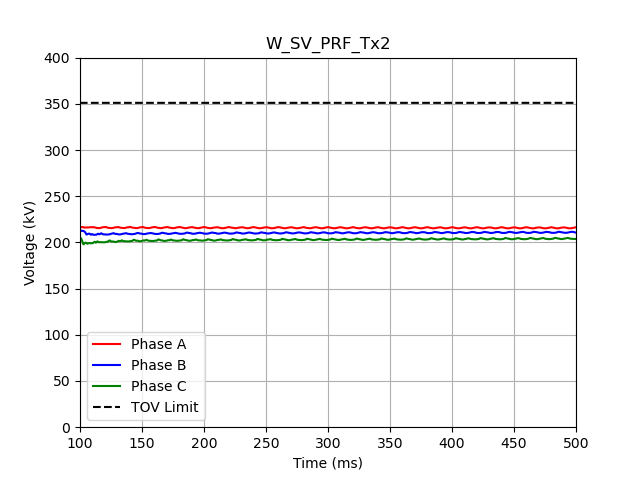 W_SV_PRF_Tx2
400
350
300
250
200
150
100
50
0
Voltage (kV)
Phase A
Phase B
Phase C
TOV Limit
100 150 200 250 300 350 400 450 500
Time (ms)